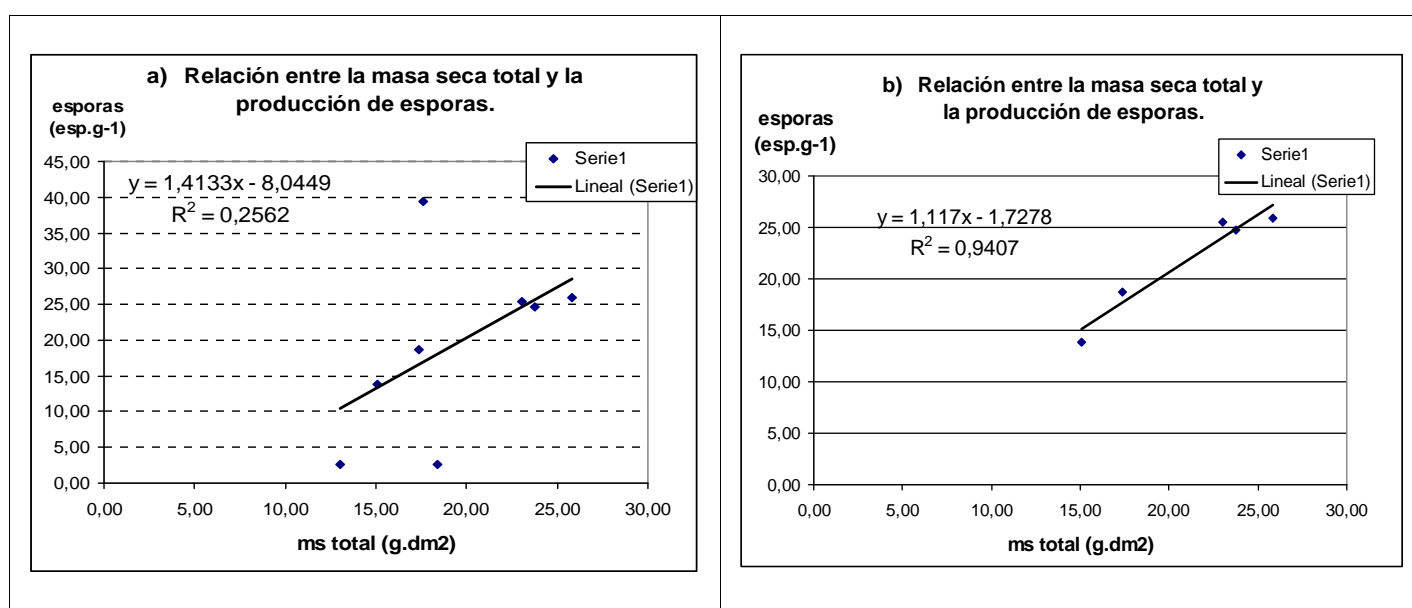 a) Relación entre la masa seca total y la
producción de esporas.
esporas
(esp.g-1)
Serie1
Lineal (Serie1)
y = 1,4133x - 8,0449
R² = 0,2562
45,00
40,00
35,00
30,00
25,00
20,00
15,00
10,00
5,00
0,00
0,00 5,00 10,00 15,00 20,00 25,00 30,00
ms total (g.dm2)
b) Relación entre la masa seca total y
la producción de esporas.
esporas
(esp.g-1)
Serie1
Lineal (Serie1)
y = 1,117x - 1,7278
R² = 0,9407
30,00
25,00
20,00
15,00
10,00
5,00
0,00
0,00 5,00 10,00 15,00 20,00 25,00 30,00
ms total (g.dm2)